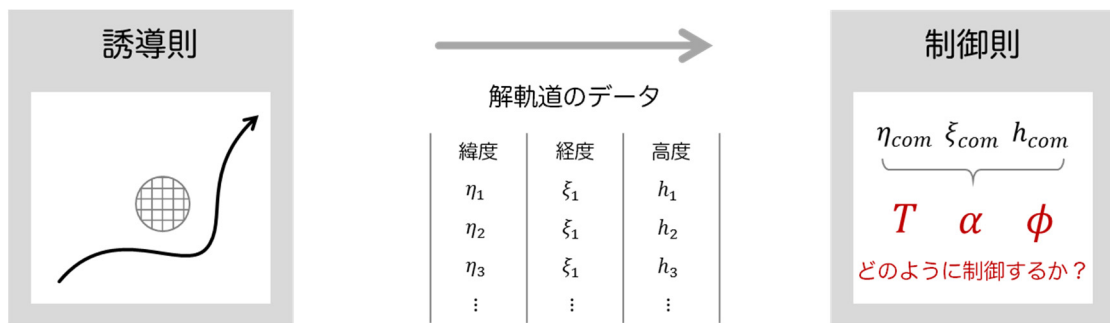 誘導則
解軌道のデータ
緯度 経度 高度
η₁ ξ₁ h₁
η₂ ξ₁ h₂
η₃ ξ₁ h₃
⋮ ⋮ ⋮
制御則
η_com ξ_com h_com
T α ϕ
どのように制御するか？